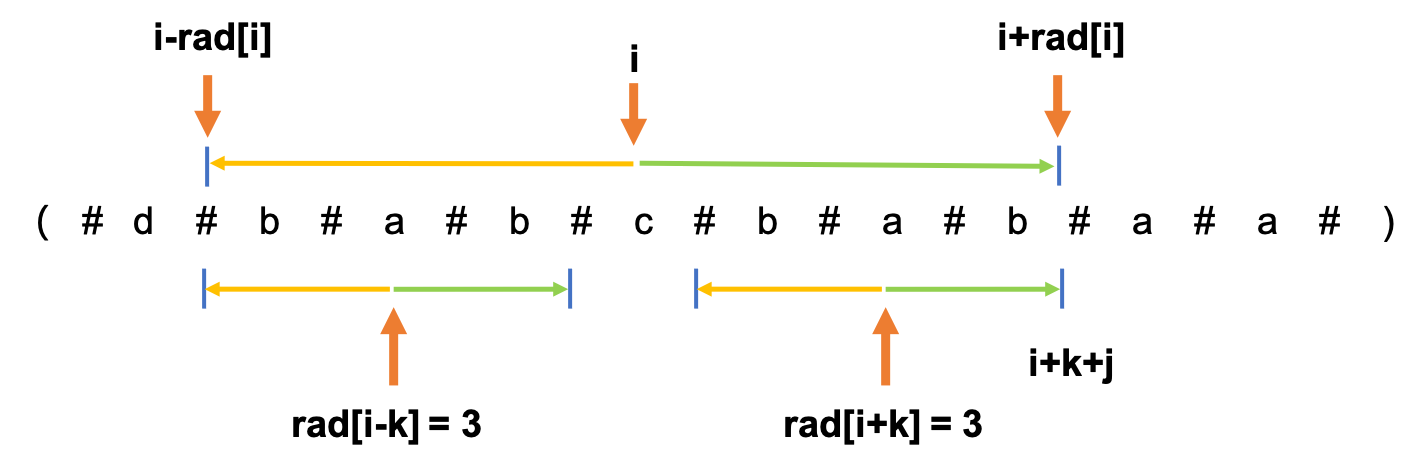 i-rad[i] i i+rad[i]
( # d # b # a # b # c # b # a # b # a # a # )
i+k+j
rad[i-k] = 3 rad[i+k] = 3